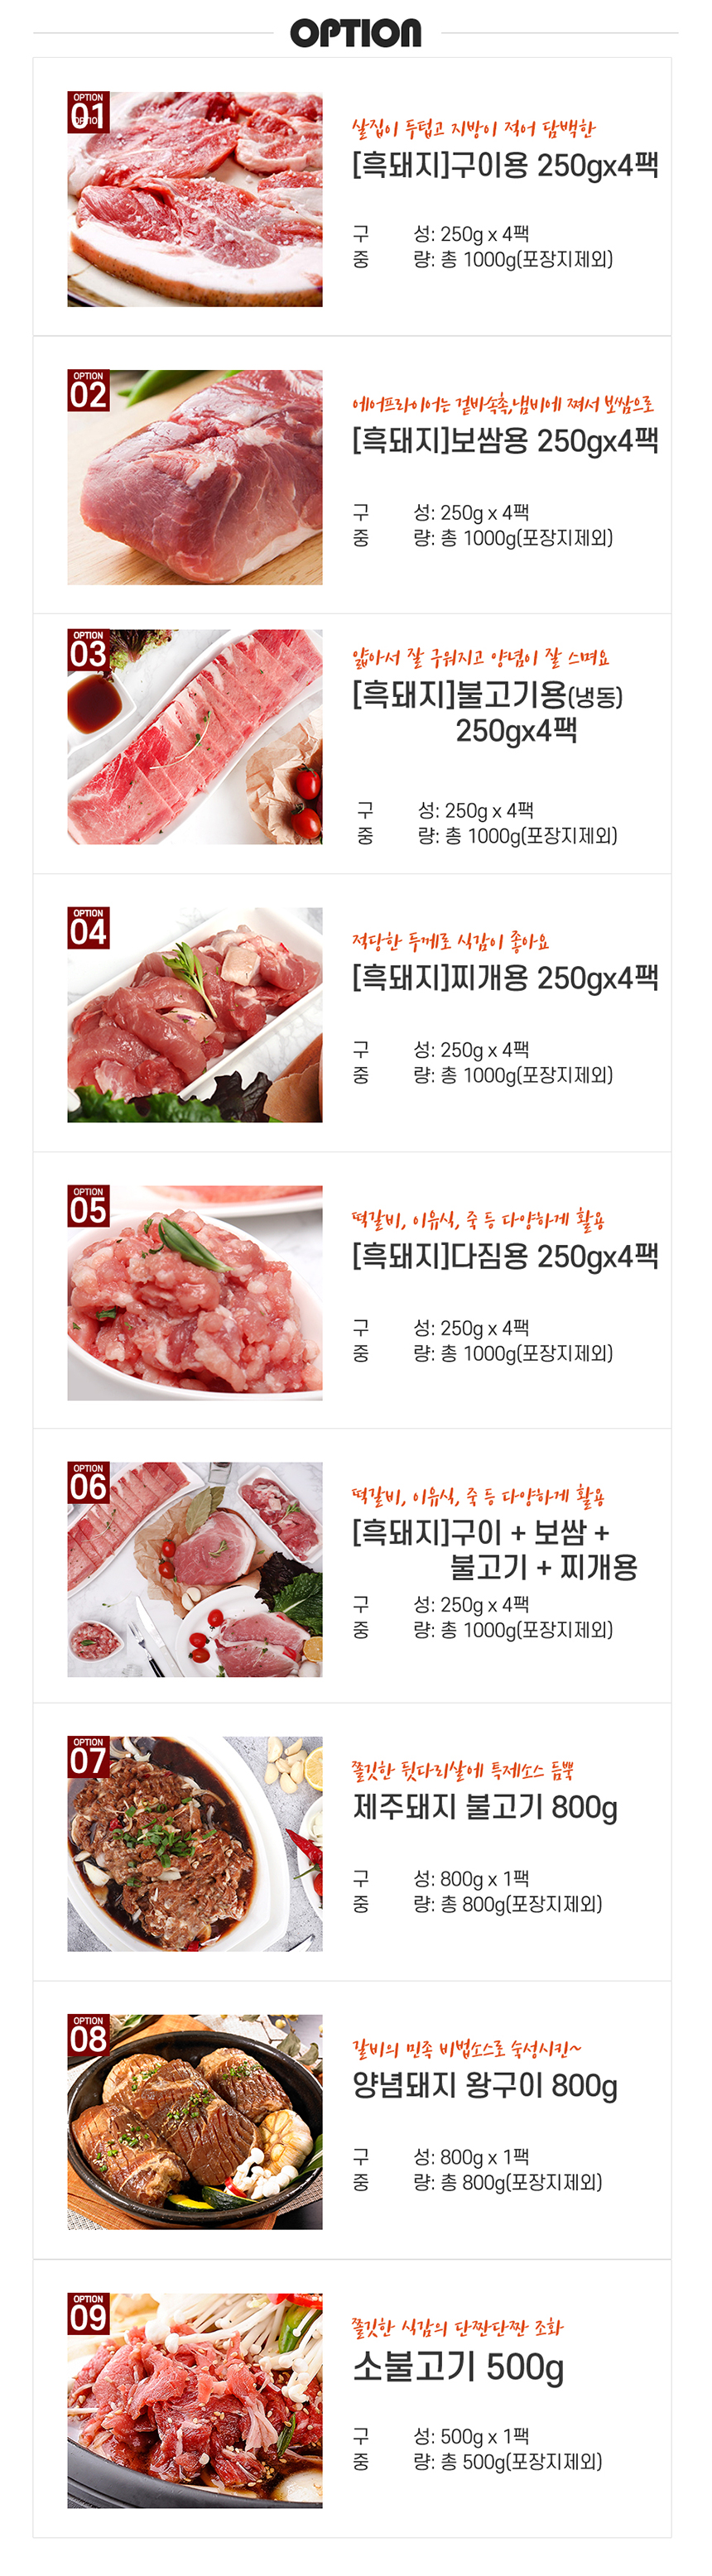 OPTION
OPTION
01
OPTION
살집이 두텁고 지방이 적어 담백한
[흑돼지]구이용 250gx4팩
구 성: 250g x 4팩
중 량: 총 1000g(포장지제외)
OPTION
02
에어프라이어는 겉바속촉,냄비에 쪄서 보쌈으로
[흑돼지]보쌈용 250gx4팩
구 성: 250g x 4팩
중 량: 총 1000g(포장지제외)
OPTION
03
얇아서 잘 구워지고 양념이 잘 스며요
[흑돼지]불고기용(냉동)
250gx4팩
구 성: 250g x 4팩
중 량: 총 1000g(포장지제외)
OPTION
04
적당한 두께로 식감이 좋아요
[흑돼지]찌개용 250gx4팩
구 성: 250g x 4팩
중 량: 총 1000g(포장지제외)
OPTION
05
떡갈비, 이유식, 죽 등 다양하게 활용
[흑돼지]다짐용 250gx4팩
구 성: 250g x 4팩
중 량: 총 1000g(포장지제외)
OPTION
06
떡갈비, 이유식, 죽 등 다양하게 활용
[흑돼지]구이 + 보쌈 +
불고기 + 찌개용
구 성: 250g x 4팩
중 량: 총 1000g(포장지제외)
OPTION
07
쫄깃한 뒷다리살에 특제소스 듬뿍
제주돼지 불고기 800g
구 성: 800g x 1팩
중 량: 총 800g(포장지제외)
OPTION
08
갈비의 민족 비법소스로 숙성시킨~
양념돼지 왕구이 800g
구 성: 800g x 1팩
중 량: 총 800g(포장지제외)
OPTION
09
쫄깃한 식감의 단짠단짠 조화
소불고기 500g
구 성: 500g x 1팩
중 량: 총 500g(포장지제외)